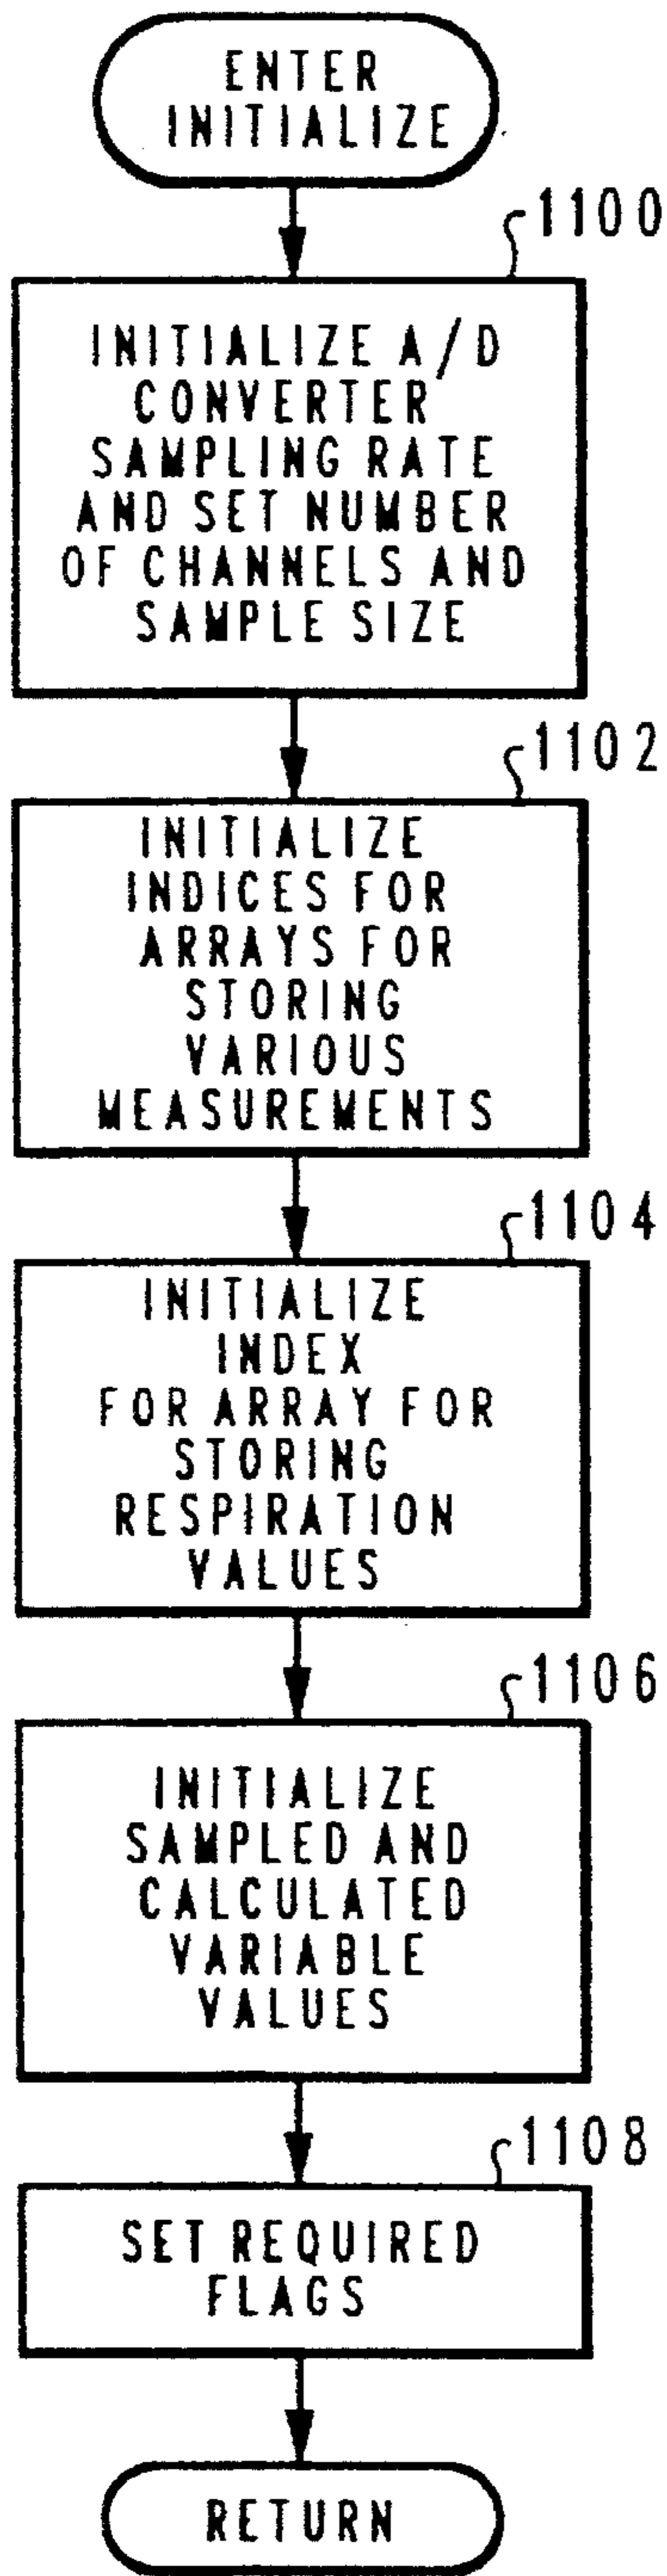 ENTER
INITIALIZE
1100
INITIALIZE A/D
CONVERTER
SAMPLING RATE
AND SET NUMBER
OF CHANNELS AND
SAMPLE SIZE
1102
INITIALIZE
INDICES FOR
ARRAYS FOR
STORING
VARIOUS
MEASUREMENTS
1104
INITIALIZE
INDEX
FOR ARRAY FOR
STORING
RESPIRATION
VALUES
1106
INITIALIZE
SAMPLED AND
CALCULATED
VARIABLE
VALUES
1108
SET REQUIRED
FLAGS
RETURN